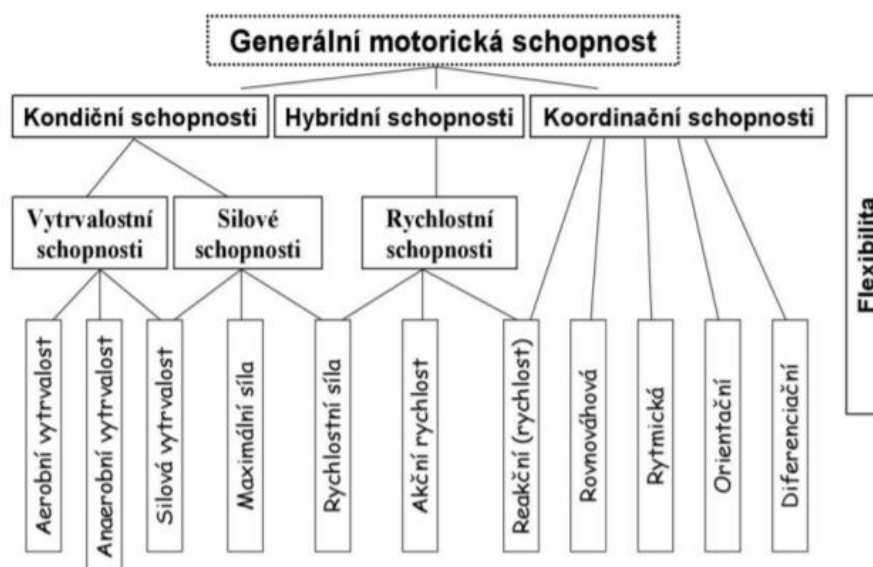 Generální motorická schopnost
Kondiční schopnosti
Hybridní schopnosti
Koordinační schopnosti
Flexibilita
Vytrvalostní
schopnosti
Silové
schopnosti
Rychlostní
schopnosti
Aerobní vytrvalost
Anaerobní vytrvalost
Silová vytrvalost
Maximální síla
Rychlostní síla
Akční rychlost
Reakční (rychlost)
Rovnováhová
Rytmická
Orientační
Diferenciační